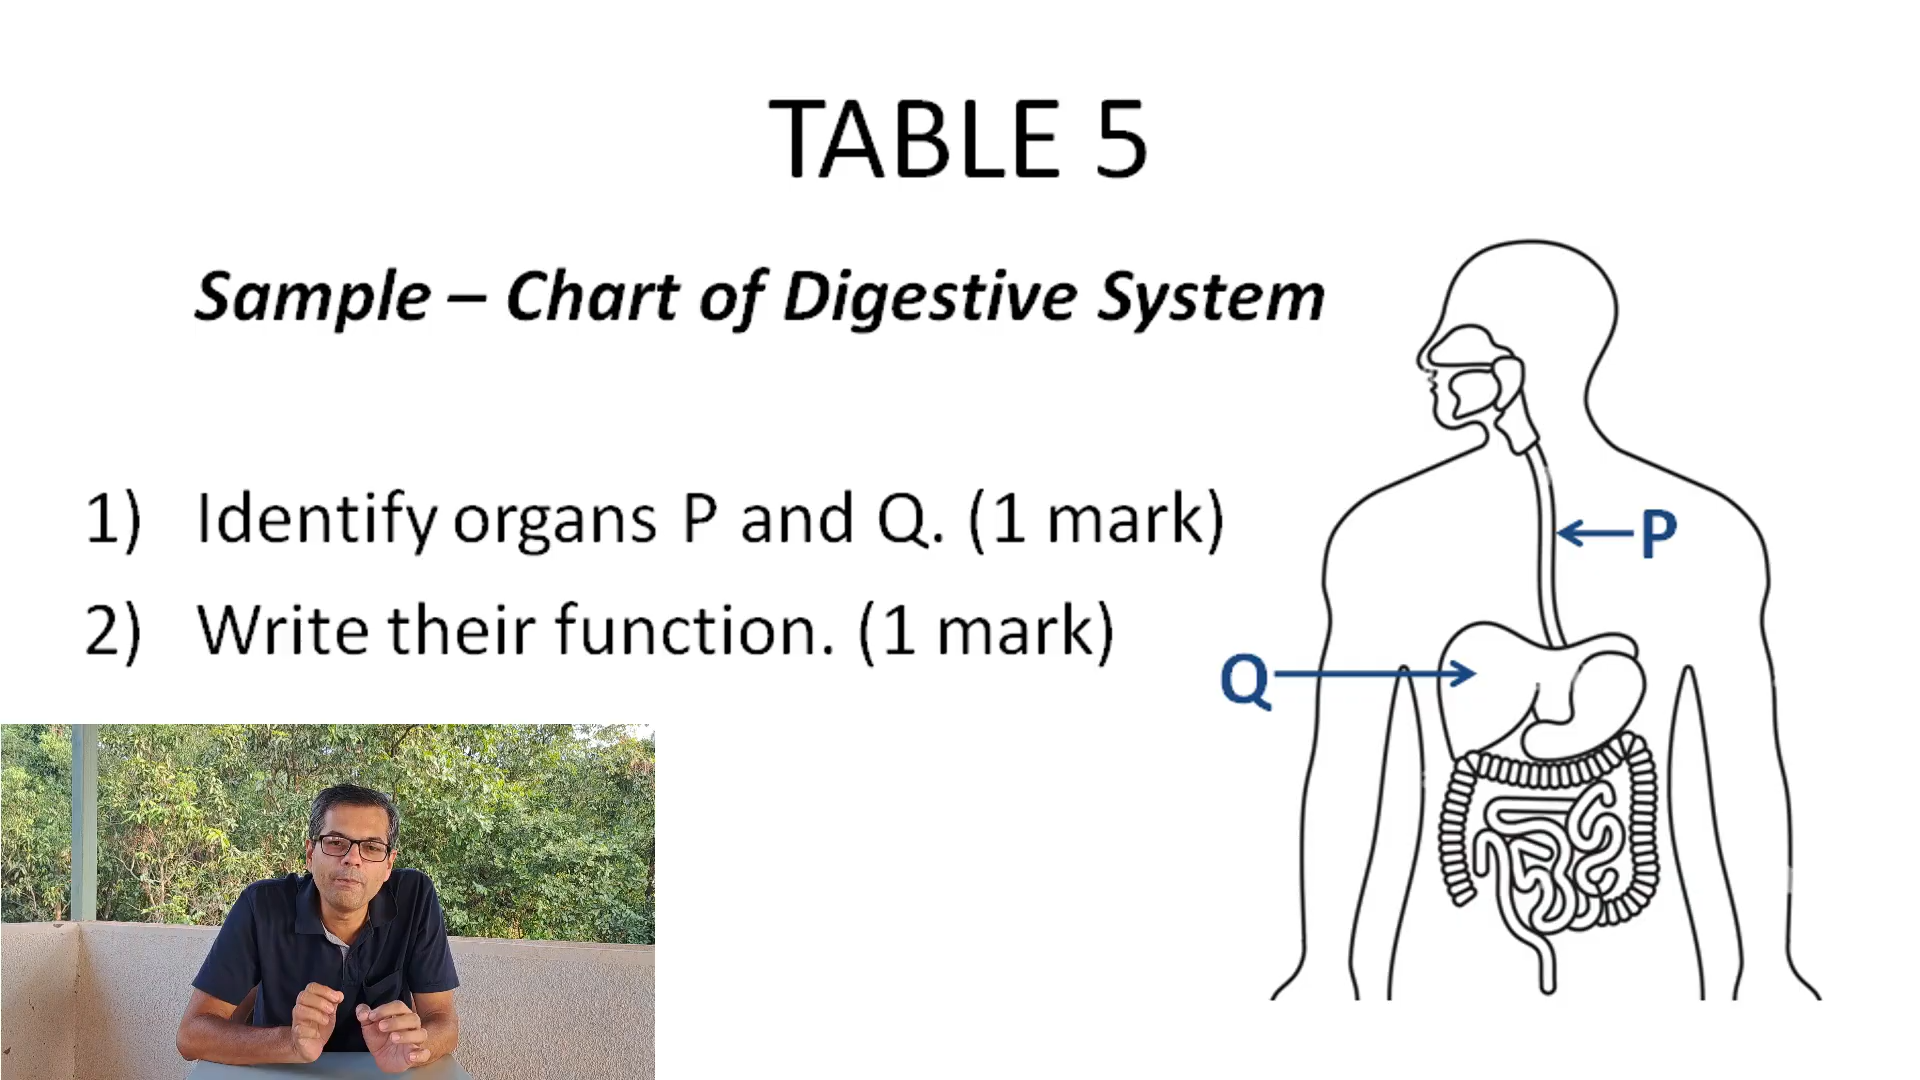 TABLE 5
Sample – Chart of Digestive System
1) Identify organs P and Q. (1 mark)
2) Write their function. (1 mark)
P
Q